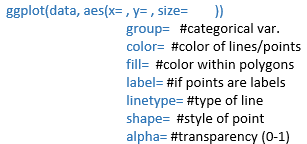 ggplot(data, aes(x= , y= , size=    ))
group=  #categorical var.
color=  #color of lines/points
fill=  #color within polygons
label= #if points are labels
linetype= #type of line
shape=  #style of point
alpha= #transparency (0-1)